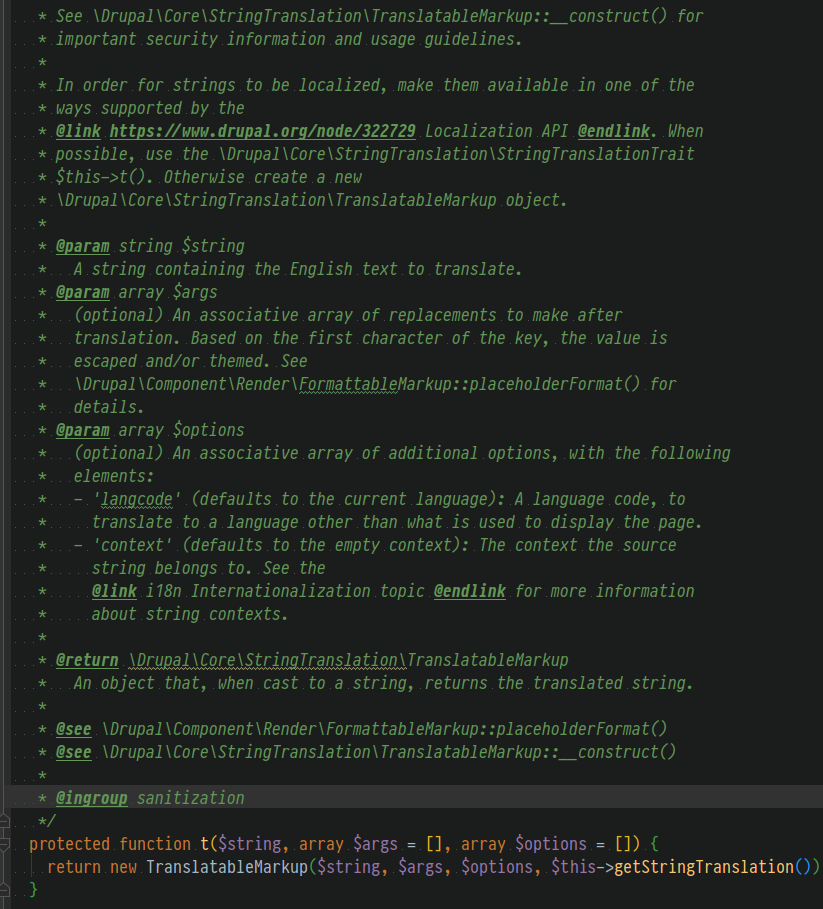 * See \Drupal\Core\StringTranslation\TranslatableMarkup::__construct() for
* important security information and usage guidelines.
*
* In order for strings to be localized, make them available in one of the
* ways supported by the
* @link https://www.drupal.org/node/322729 Localization API @endlink. When
* possible, use the \Drupal\Core\StringTranslation\StringTranslationTrait
* $this->t(). Otherwise create a new
* \Drupal\Core\StringTranslation\TranslatableMarkup object.
*
* @param string $string
*   A string containing the English text to translate.
* @param array $args
*   (optional) An associative array of replacements to make after
*   translation. Based on the first character of the key, the value is
*   escaped and/or themed. See
*   \Drupal\Component\Render\FormattableMarkup::placeholderFormat() for
*   details.
* @param array $options
*   (optional) An associative array of additional options, with the following
*   elements:
*   - 'langcode' (defaults to the current language): A language code, to
*     translate to a language other than what is used to display the page.
*   - 'context' (defaults to the empty context): The context the source
*     string belongs to. See the
*     @link i18n Internationalization topic @endlink for more information
*     about string contexts.
*
* @return \Drupal\Core\StringTranslation\TranslatableMarkup
*   An object that, when cast to a string, returns the translated string.
*
* @see \Drupal\Component\Render\FormattableMarkup::placeholderFormat()
* @see \Drupal\Core\StringTranslation\TranslatableMarkup::__construct()
*
* @ingroup sanitization
*/
protected function t($string, array $args = [], array $options = []) {
  return new TranslatableMarkup($string, $args, $options, $this->getStringTranslation())
}